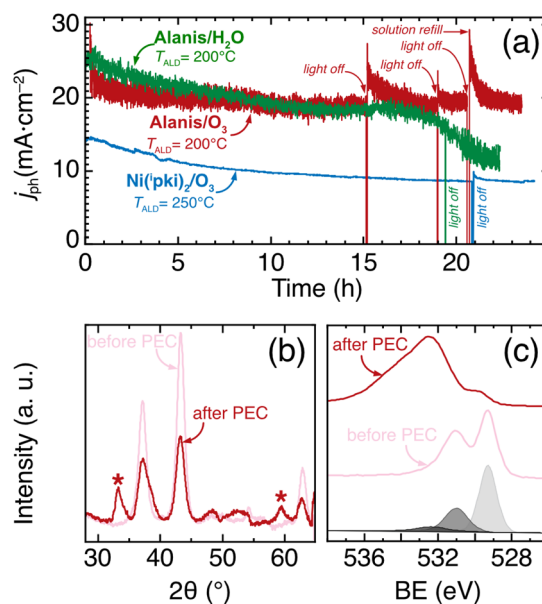 30
20
10
0
j_ph (mA·cm⁻²)
Alanis/H₂O
T_ALD= 200°C
Alanis/O₃
T_ALD= 200°C
Ni(ⁱpki)₂/O₃
T_ALD= 250°C
solution refill
light off
light off
light off
light off
light off
(a)
0 5 10 15 20
Time (h)
Intensity (a. u.)
before PEC
(b)
after PEC
*
*
30 40 50 60
2θ (°)
after PEC
(c)
before PEC
536 532 528
BE (eV)